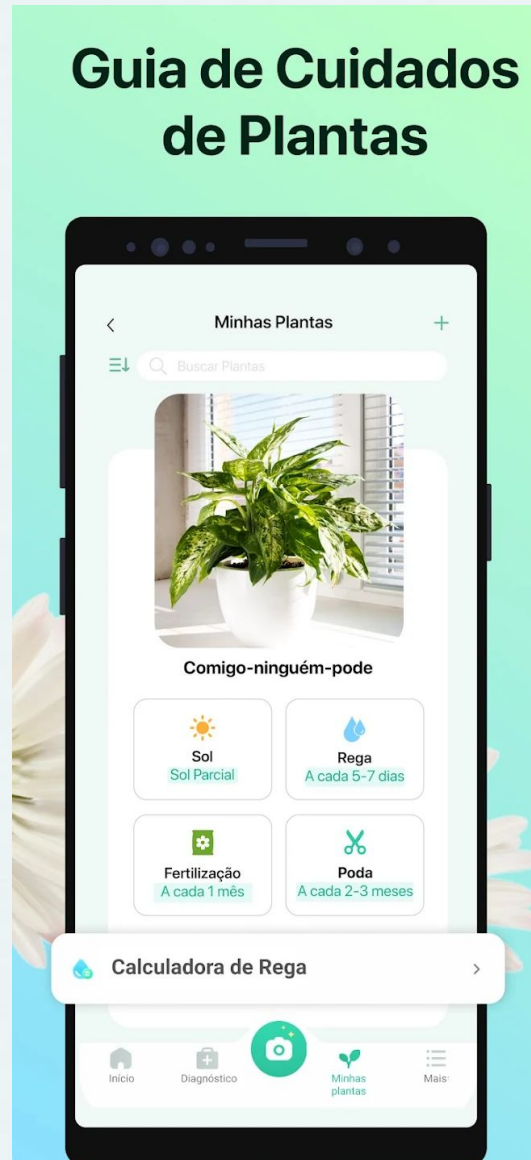 Guia de Cuidados
de Plantas
Minhas Plantas
Buscar Plantas
Comigo-ninguém-pode
Sol
Sol Parcial
Rega
A cada 5-7 dias
Fertilização
A cada 1 mês
Poda
A cada 2-3 meses
Calculadora de Rega
Início
Diagnóstico
Minhas
plantas
Mais